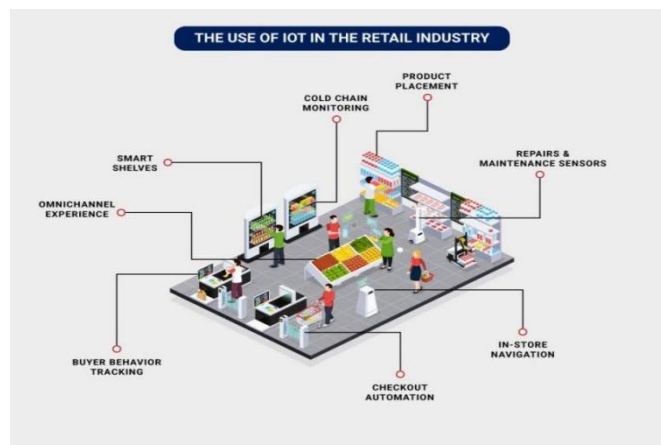 THE USE OF IOT IN THE RETAIL INDUSTRY
PRODUCT
PLACEMENT
COLD CHAIN
MONITORING
REPAIRS &
MAINTENANCE SENSORS
SMART
SHELVES
OMNICHANNEL
EXPERIENCE
IN-STORE
NAVIGATION
BUYER BEHAVIOR
TRACKING
CHECKOUT
AUTOMATION